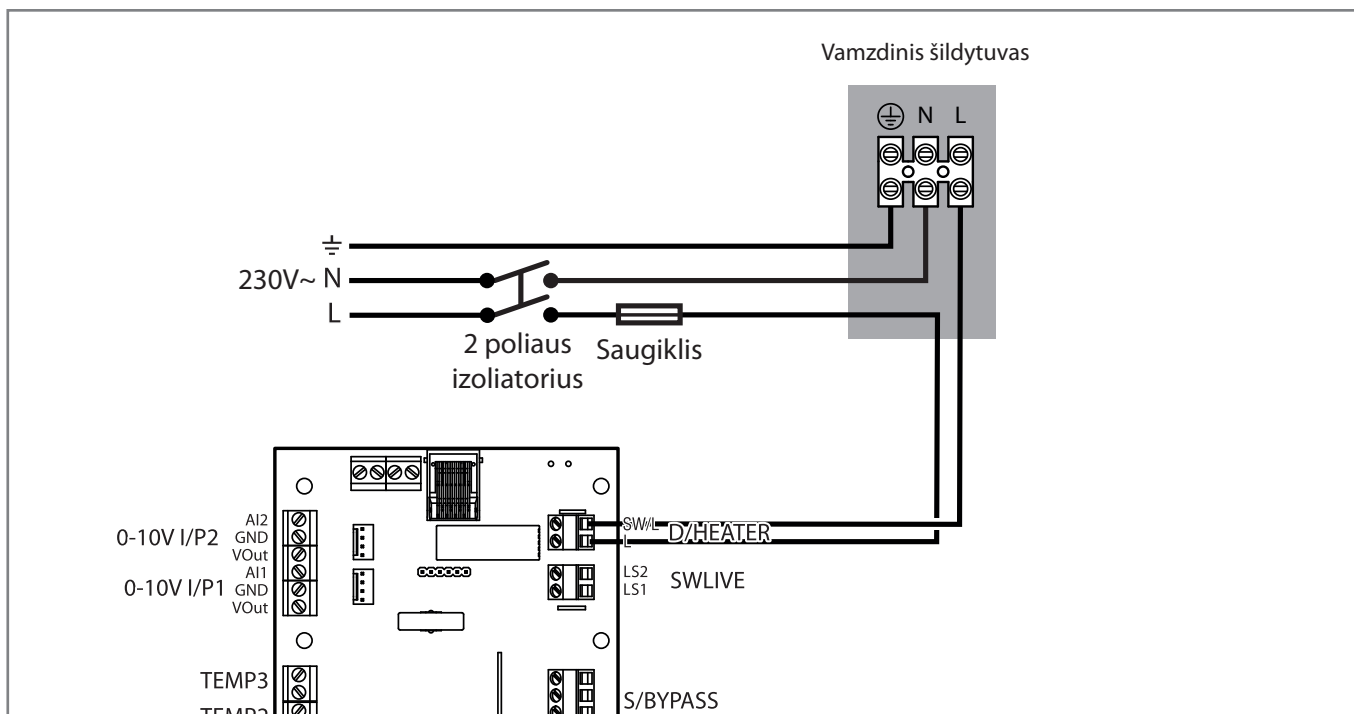 Vamzdinis šildytuvas
N L
230V~ N
L
2 poliaus
izoliatorius
Saugiklis
0-10V I/P2
AI2
GND
VOut
0-10V I/P1
AI1
GND
VOut
SW/L
L
D/HEATER
LS2
LS1
SWLIVE
TEMP3
TEMP2
S/BYPASS